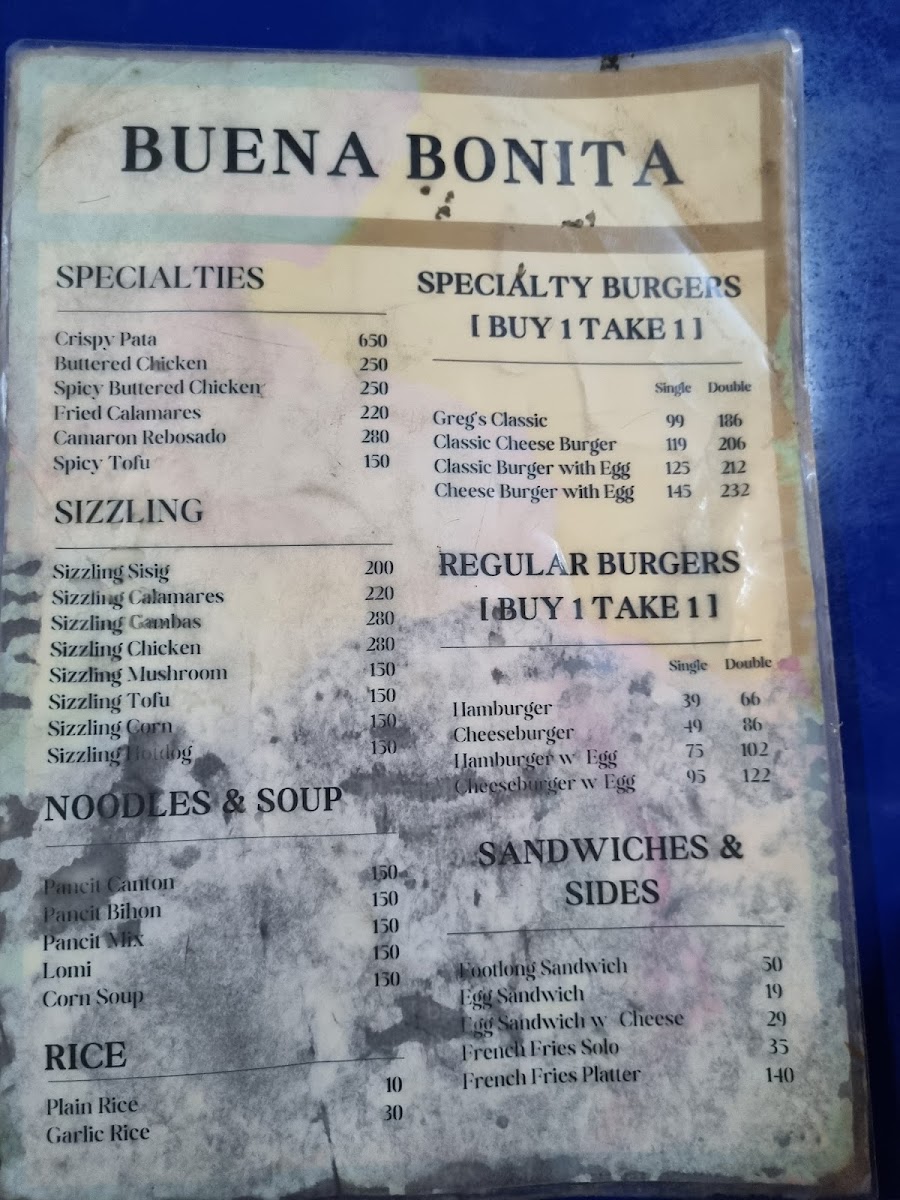 BUENA BONITA
SPECIALTIES
Crispy Pata 650
Buttered Chicken 250
Spicy Buttered Chicken 250
Fried Calamares 220
Camaron Rebosado 280
Spicy Tofu 150
SIZZLING
Sizzling Sisig 200
Sizzling Calamares 220
Sizzling Gambas 280
Sizzling Chicken 280
Sizzling Mushroom 150
Sizzling Tofu 150
Sizzling Corn 150
Sizzling Hotdog 150
NOODLES & SOUP
Pancit Canton 150
Pancit Bihon 150
Pancit Mix 150
Lomi 150
Corn Soup 150
RICE
Plain Rice 10
Garlic Rice 30
SPECIALTY BURGERS
[ BUY 1 TAKE 1 ]
Single Double
Greg's Classic 99 186
Classic Cheese Burger 119 206
Classic Burger with Egg 125 212
Cheese Burger with Egg 145 232
REGULAR BURGERS
[ BUY 1 TAKE 1 ]
Single Double
Hamburger 39 66
Cheeseburger 49 86
Hamburger w Egg 75 102
Cheeseburger w Egg 95 122
SANDWICHES &
SIDES
Footlong Sandwich 50
Egg Sandwich 19
Egg Sandwich w Cheese 29
French Fries Solo 35
French Fries Platter 140